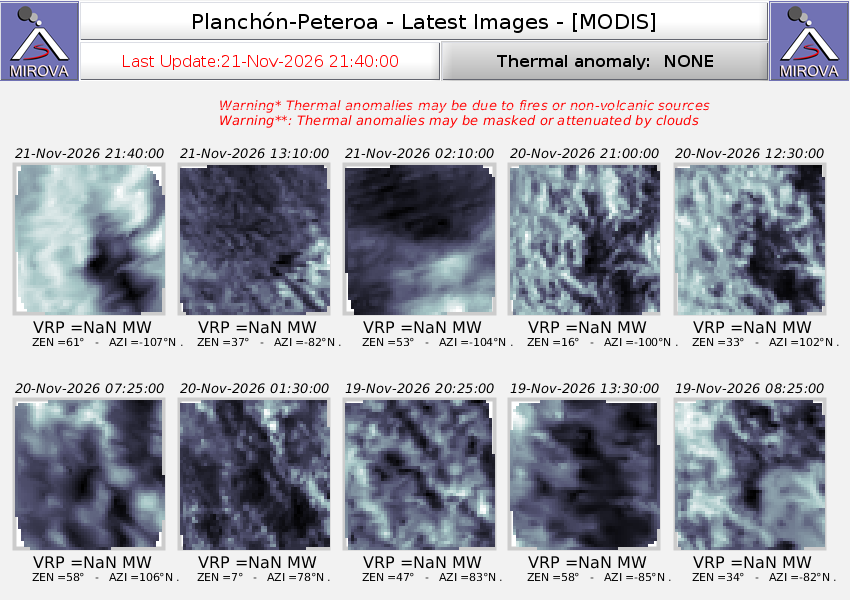 Planchón-Peteroa - Latest Images - [MODIS]
MIROVA
Last Update:21-Nov-2026 21:40:00
Thermal anomaly: NONE
MIROVA
Warning* Thermal anomalies may be due to fires or non-volcanic sources
Warning**: Thermal anomalies may be masked or attenuated by clouds
21-Nov-2026 21:40:00 21-Nov-2026 13:10:00 21-Nov-2026 02:10:00 20-Nov-2026 21:00:00 20-Nov-2026 12:30:00
VRP =NaN MW VRP =NaN MW VRP =NaN MW VRP =NaN MW VRP =NaN MW
ZEN =61° - AZI =-107°N . ZEN =37° - AZI =-82°N . ZEN =53° - AZI =-104°N . ZEN =16° - AZI =-100°N . ZEN =33° - AZI =102°N .
20-Nov-2026 07:25:00 20-Nov-2026 01:30:00 19-Nov-2026 20:25:00 19-Nov-2026 13:30:00 19-Nov-2026 08:25:00
VRP =NaN MW VRP =NaN MW VRP =NaN MW VRP =NaN MW VRP =NaN MW
ZEN =58° - AZI =106°N . ZEN =7° - AZI =78°N . ZEN =47° - AZI =83°N . ZEN =58° - AZI =-85°N . ZEN =34° - AZI =-82°N .